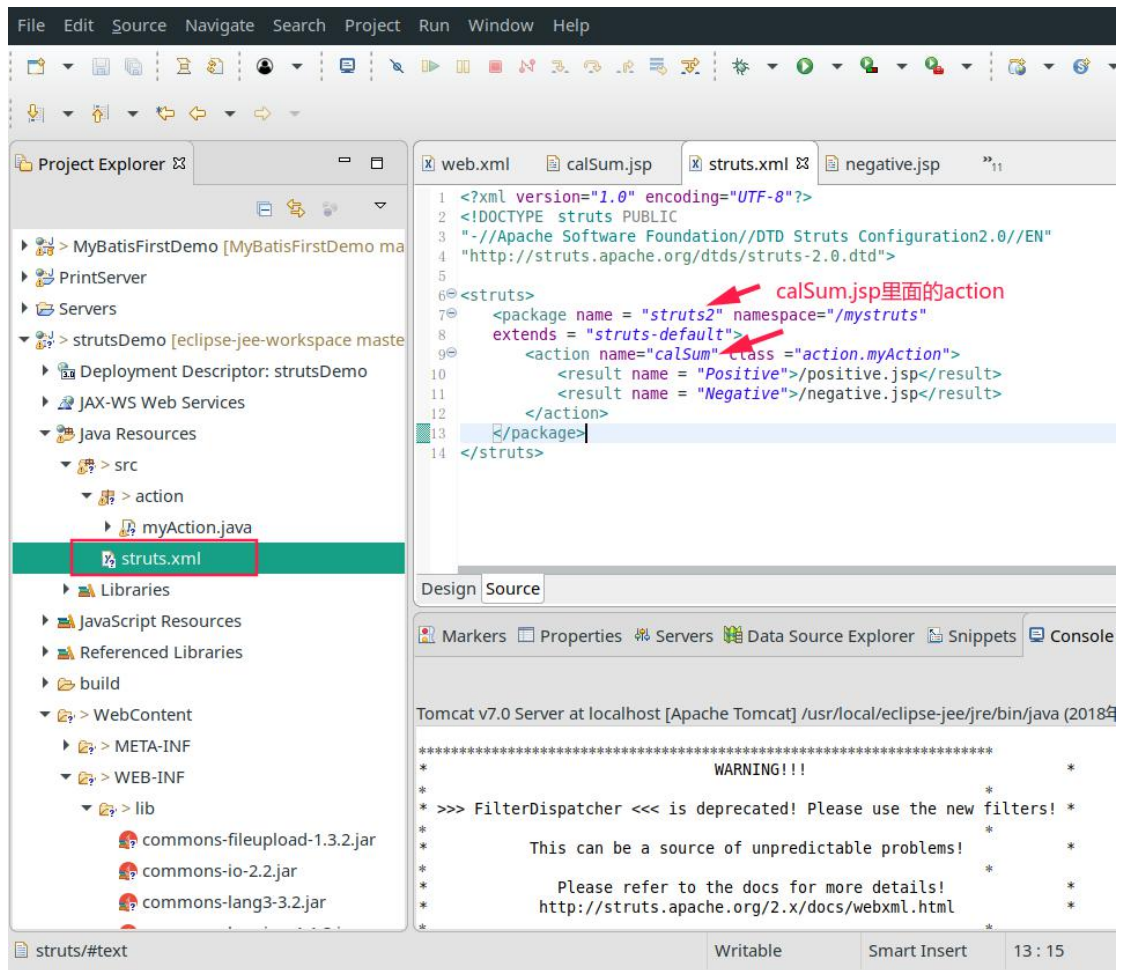 File Edit Source Navigate Search Project Run Window Help
Project Explorer
> MyBatisFirstDemo [MyBatisFirstDemo ma
PrintServer
Servers
> strutsDemo [eclipse-jee-workspace maste
Deployment Descriptor: strutsDemo
JAX-WS Web Services
Java Resources
> src
> action
myAction.java
struts.xml
Libraries
JavaScript Resources
Referenced Libraries
build
> WebContent
> META-INF
> WEB-INF
> lib
commons-fileupload-1.3.2.jar
commons-io-2.2.jar
commons-lang3-3.2.jar
web.xml calSum.jsp struts.xml negative.jsp »11
1 <?xml version="1.0" encoding="UTF-8"?>
2 <!DOCTYPE struts PUBLIC
3 "-//Apache Software Foundation//DTD Struts Configuration2.0//EN"
4 "http://struts.apache.org/dtds/struts-2.0.dtd">
5
6 <struts>
calSum.jsp里面的action
7 <package name = "struts2" namespace="/mystruts"
8 extends = "struts-default">
9 <action name="calSum" class ="action.myAction">
10 <result name = "Positive">/positive.jsp</result>
11 <result name = "Negative">/negative.jsp</result>
12 </action>
13 </package>
14 </struts>
Design Source
Markers Properties Servers Data Source Explorer Snippets Console
Tomcat v7.0 Server at localhost [Apache Tomcat] /usr/local/eclipse-jee/jre/bin/java (2018年
***********************************************************************
* WARNING!!! *
* *
* >>> FilterDispatcher <<< is deprecated! Please use the new filters! *
* *
* This can be a source of unpredictable problems! *
* *
* Please refer to the docs for more details! *
* http://struts.apache.org/2.x/docs/webxml.html *
* *
struts/#text Writable Smart Insert 13 : 15